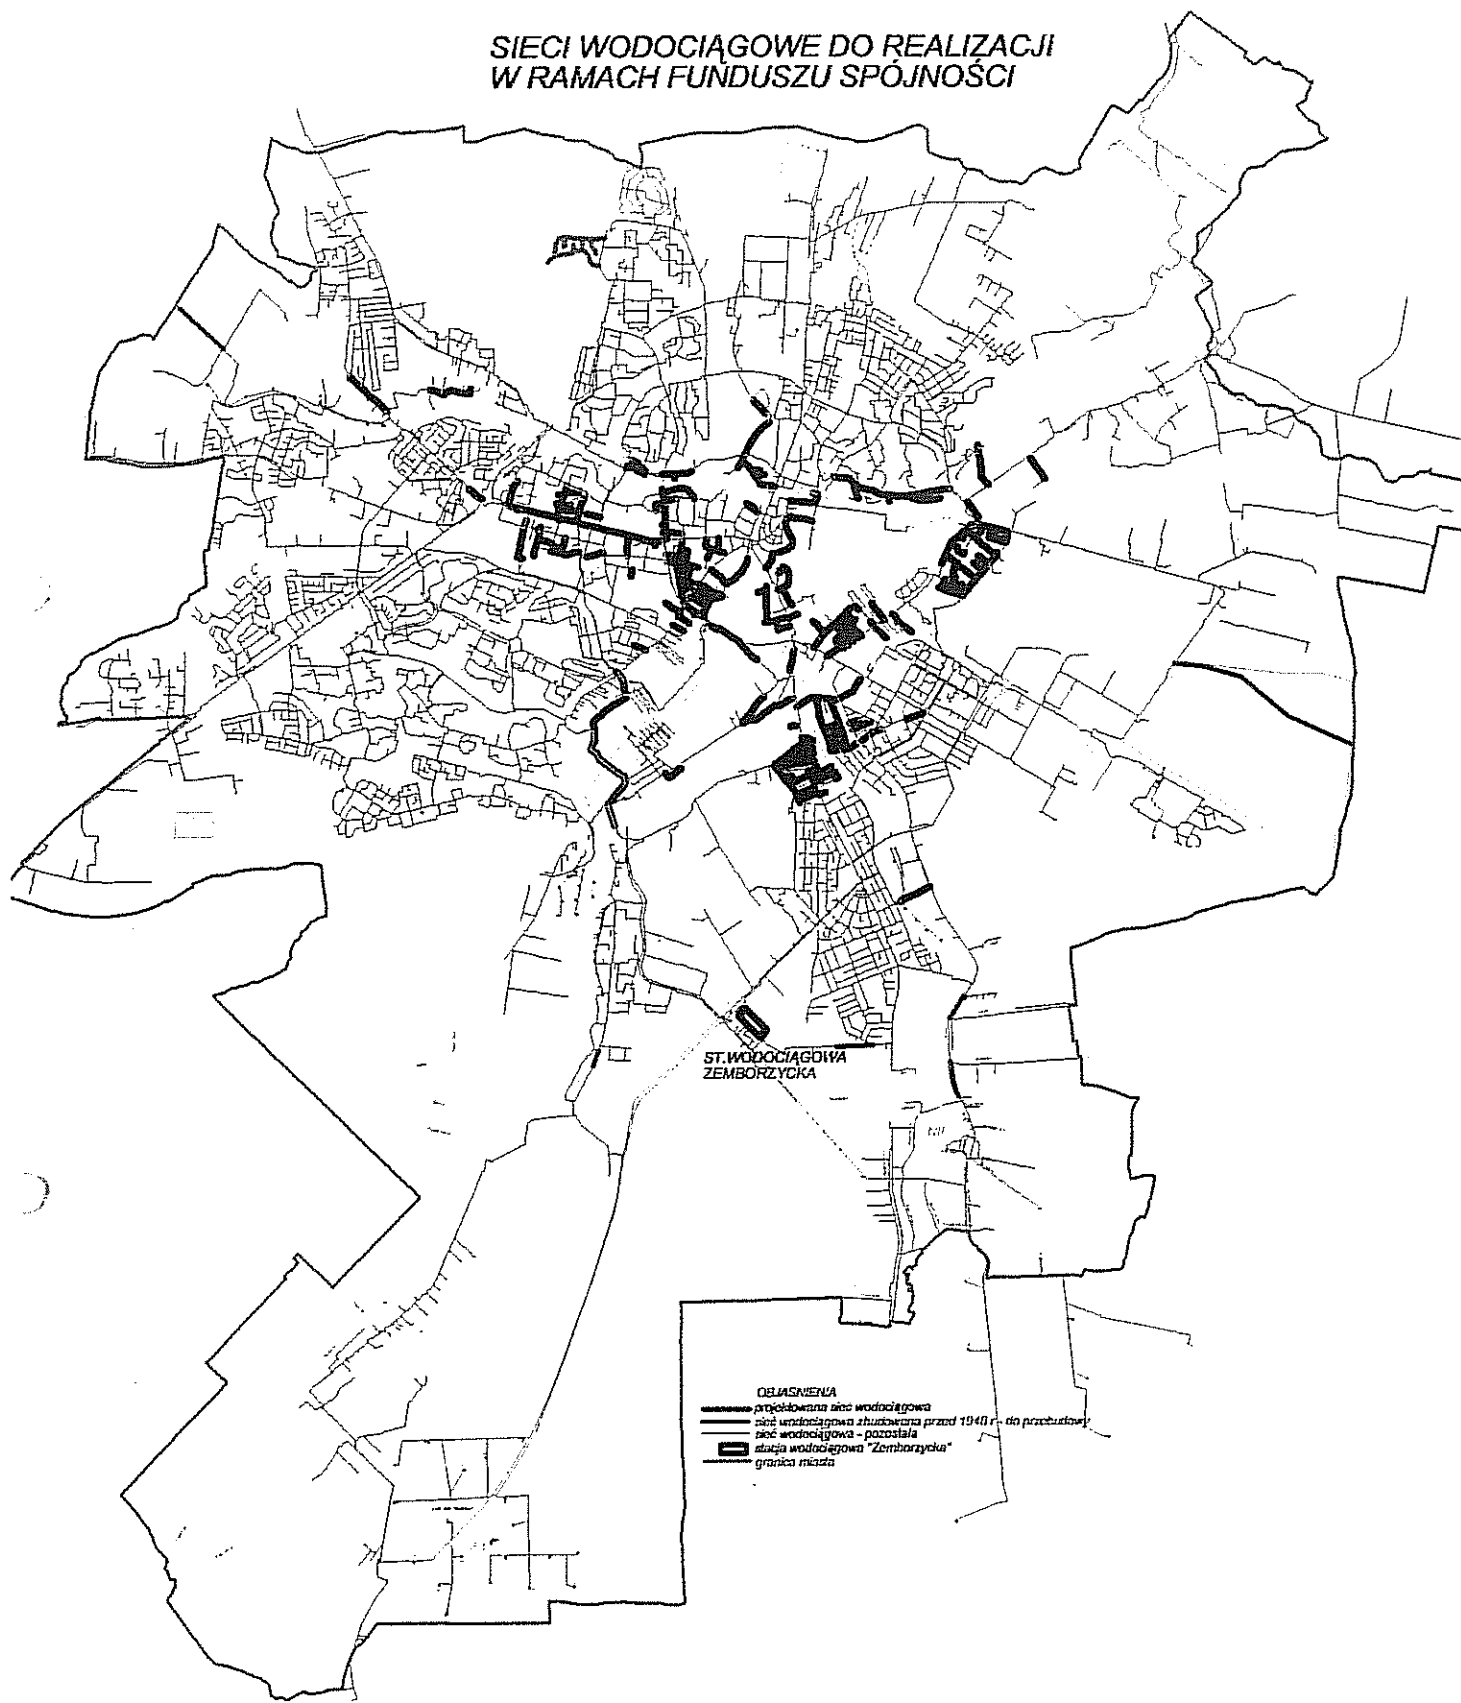 SIECI WODOCIĄGOWE DO REALIZACJI
W RAMACH FUNDUSZU SPÓJNOŚCI
ST.WODOCIĄGOWA
ZEMBORZYCKA
OBJAŚNIENIA
projektowana sieć wodociągowa
sieć wodociągowa zbudowana przed 1940 r - do przebudowy
sieć wodociągowa - pozostała
stacja wodociągowa "Zemborzycka"
granica miasta